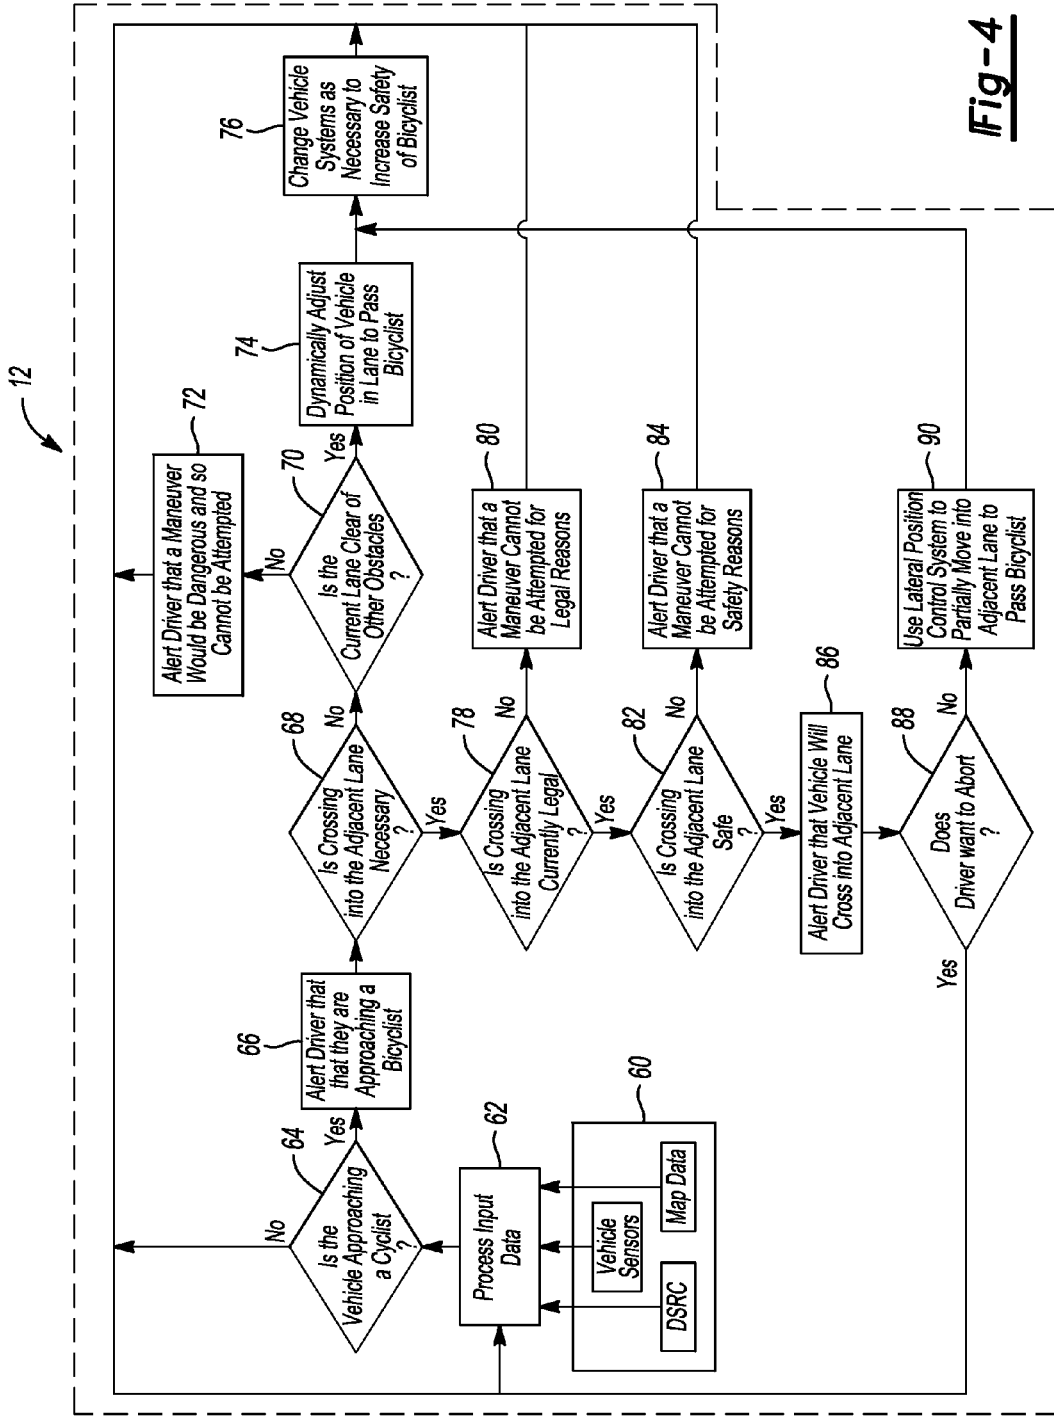 12
60
DSRC
Vehicle
Sensors
Map Data
62
Process Input
Data
64
Is the
Vehicle Approaching
a Cyclist
?
No
Yes
66
Alert Driver that
that they are
Approaching a
Bicyclist
68
Is Crossing
into the Adjacent Lane
Necessary
?
No
Yes
70
Is the
Current Lane Clear of
Other Obstacles
?
No
Yes
72
Alert Driver that a Maneuver
Would be Dangerous and so
Cannot be Attempted
74
Dynamically Adjust
Position of Vehicle
in Lane to Pass
Bicyclist
76
Change Vehicle
Systems as
Necessary to
Increase Safety
of Bicyclist
78
Is Crossing
into the Adjacent Lane
Currently Legal
?
No
Yes
80
Alert Driver that a
Maneuver Cannot
be Attempted for
Legal Reasons
82
Is Crossing
into the Adjacent Lane
Safe
?
No
Yes
84
Alert Driver that a
Maneuver Cannot
be Attempted for
Safety Reasons
86
Alert Driver that Vehicle Will
Cross into Adjacent Lane
88
Does
Driver want to Abort
?
Yes
No
90
Use Lateral Position
Control System to
Partially Move into
Adjacent Lane to
Pass Bicyclist
Fig-4